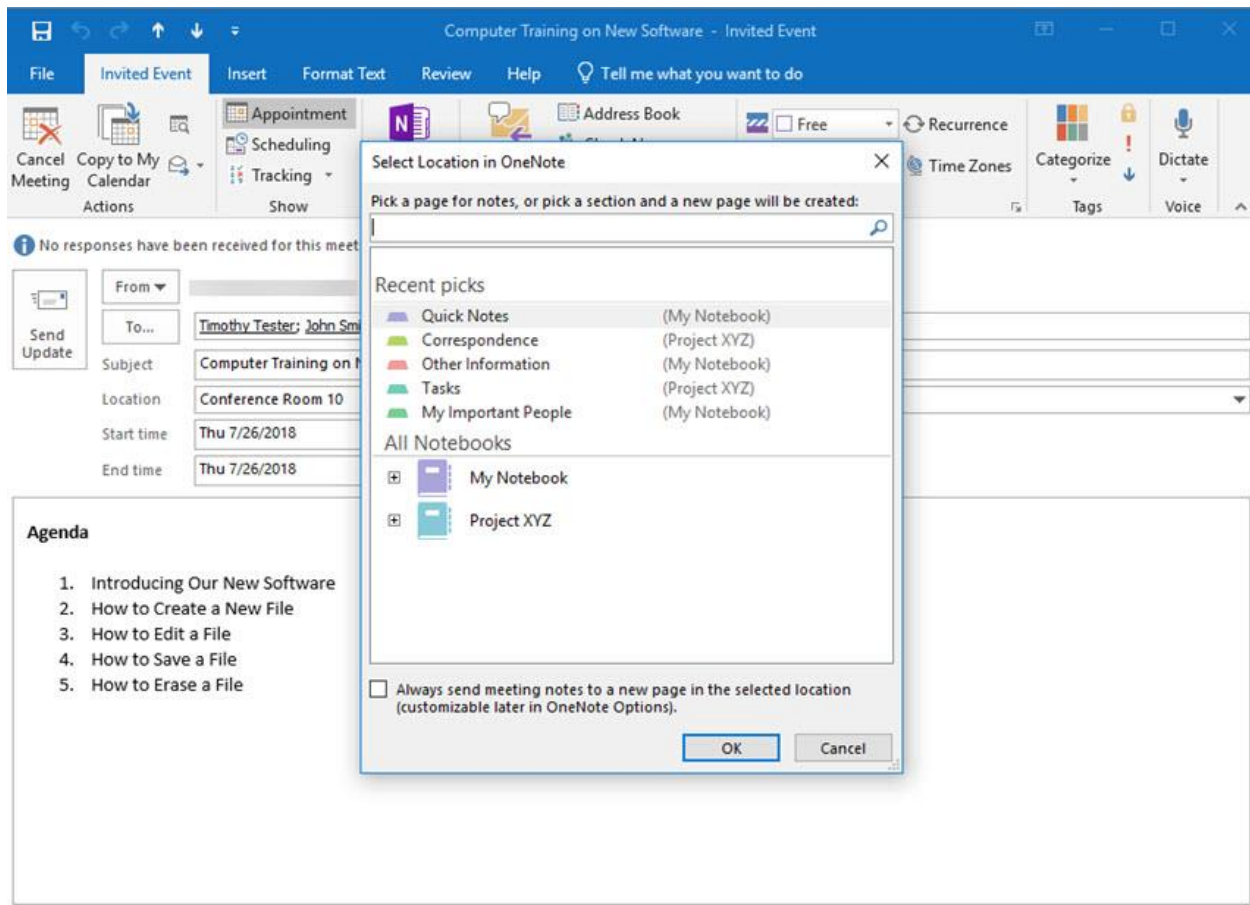 Computer Training on New Software - Invited Event
File Invited Event Insert Format Text Review Help Tell me what you want to do
Cancel Meeting
Copy to My Calendar
Actions
Appointment
Scheduling
Tracking
Show
N
Address Book
Free
Recurrence
Time Zones
Categorize
Tags
Dictate
Voice
No responses have been received for this meet
Send Update
From
To... Timothy Tester; John Smi
Subject Computer Training on N
Location Conference Room 10
Start time Thu 7/26/2018
End time Thu 7/26/2018
Agenda
1. Introducing Our New Software
2. How to Create a New File
3. How to Edit a File
4. How to Save a File
5. How to Erase a File
Select Location in OneNote
Pick a page for notes, or pick a section and a new page will be created:
Recent picks
Quick Notes (My Notebook)
Correspondence (Project XYZ)
Other Information (My Notebook)
Tasks (Project XYZ)
My Important People (My Notebook)
All Notebooks
My Notebook
Project XYZ
Always send meeting notes to a new page in the selected location
(customizable later in OneNote Options).
OK Cancel